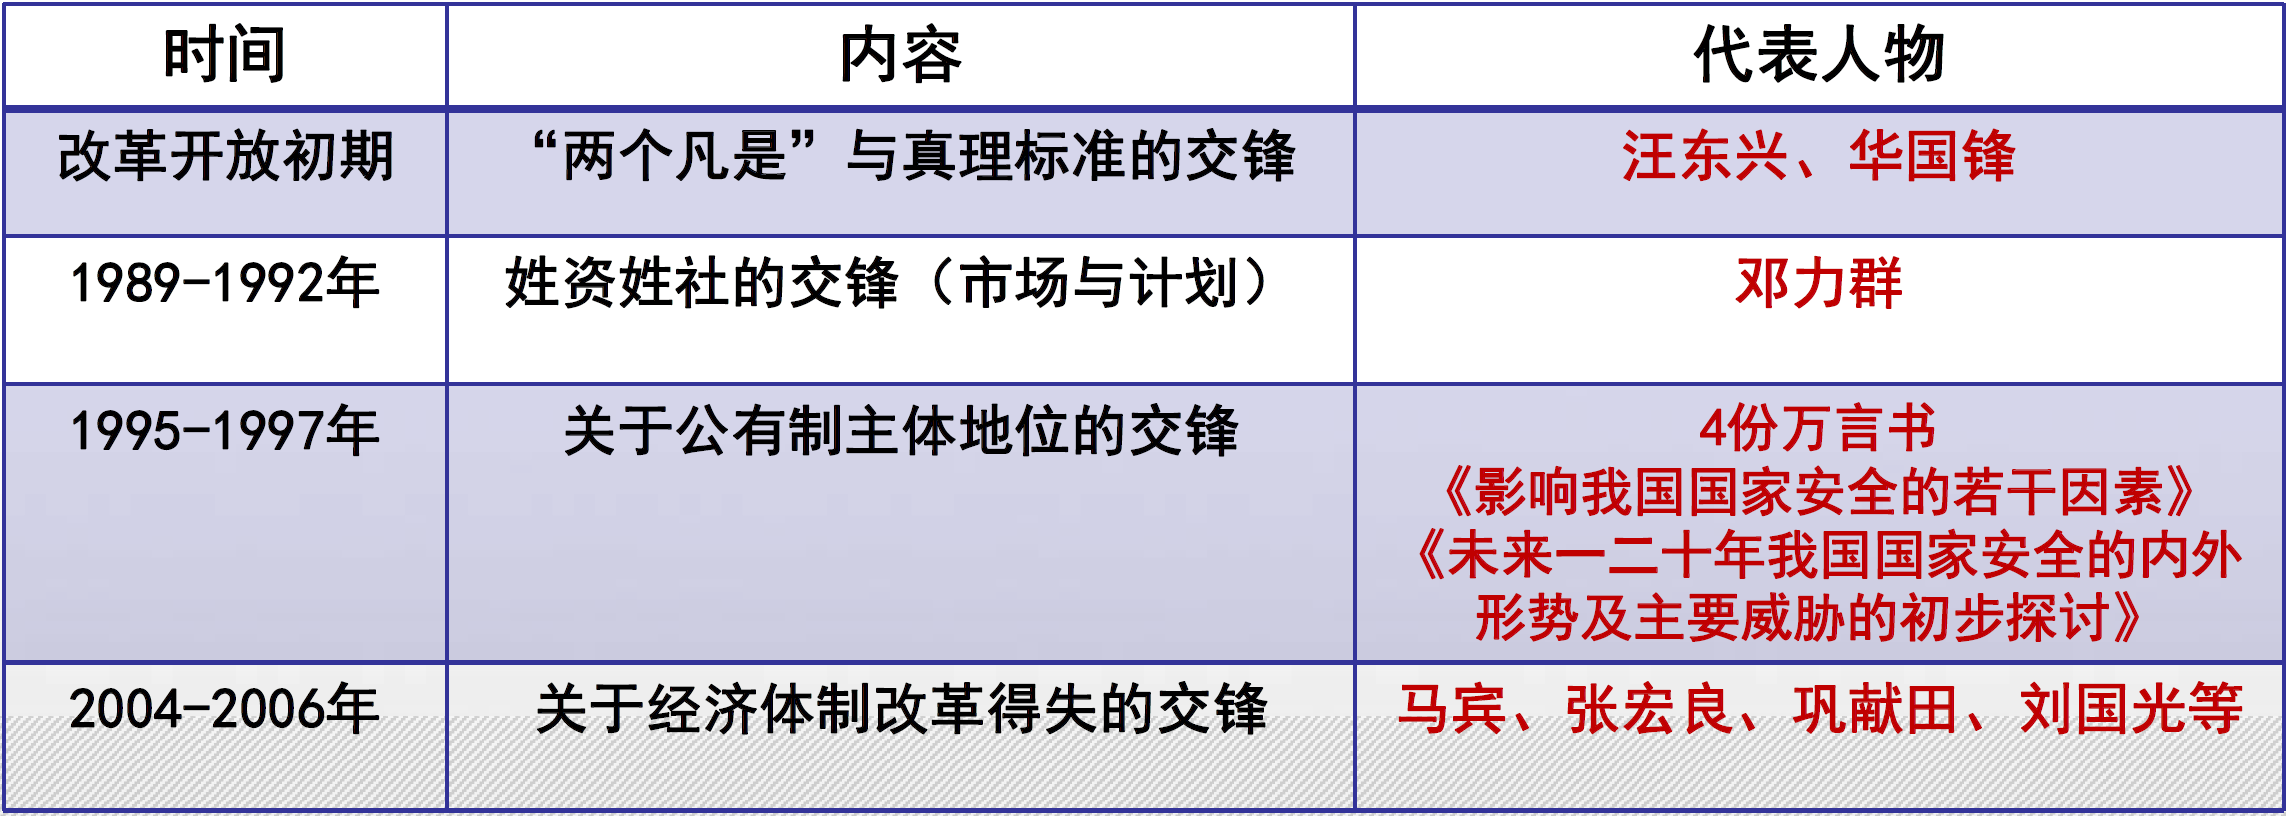 时间
内容
代表人物
改革开放初期
“两个凡是”与真理标准的交锋
汪东兴、华国锋
1989-1992年
姓资姓社的交锋（市场与计划）
邓力群
1995-1997年
关于公有制主体地位的交锋
4份万言书
《影响我国国家安全的若干因素》
《未来一二十年我国国家安全的内外
形势及主要威胁的初步探讨》
2004-2006年
关于经济体制改革得失的交锋
马宾、张宏良、巩献田、刘国光等